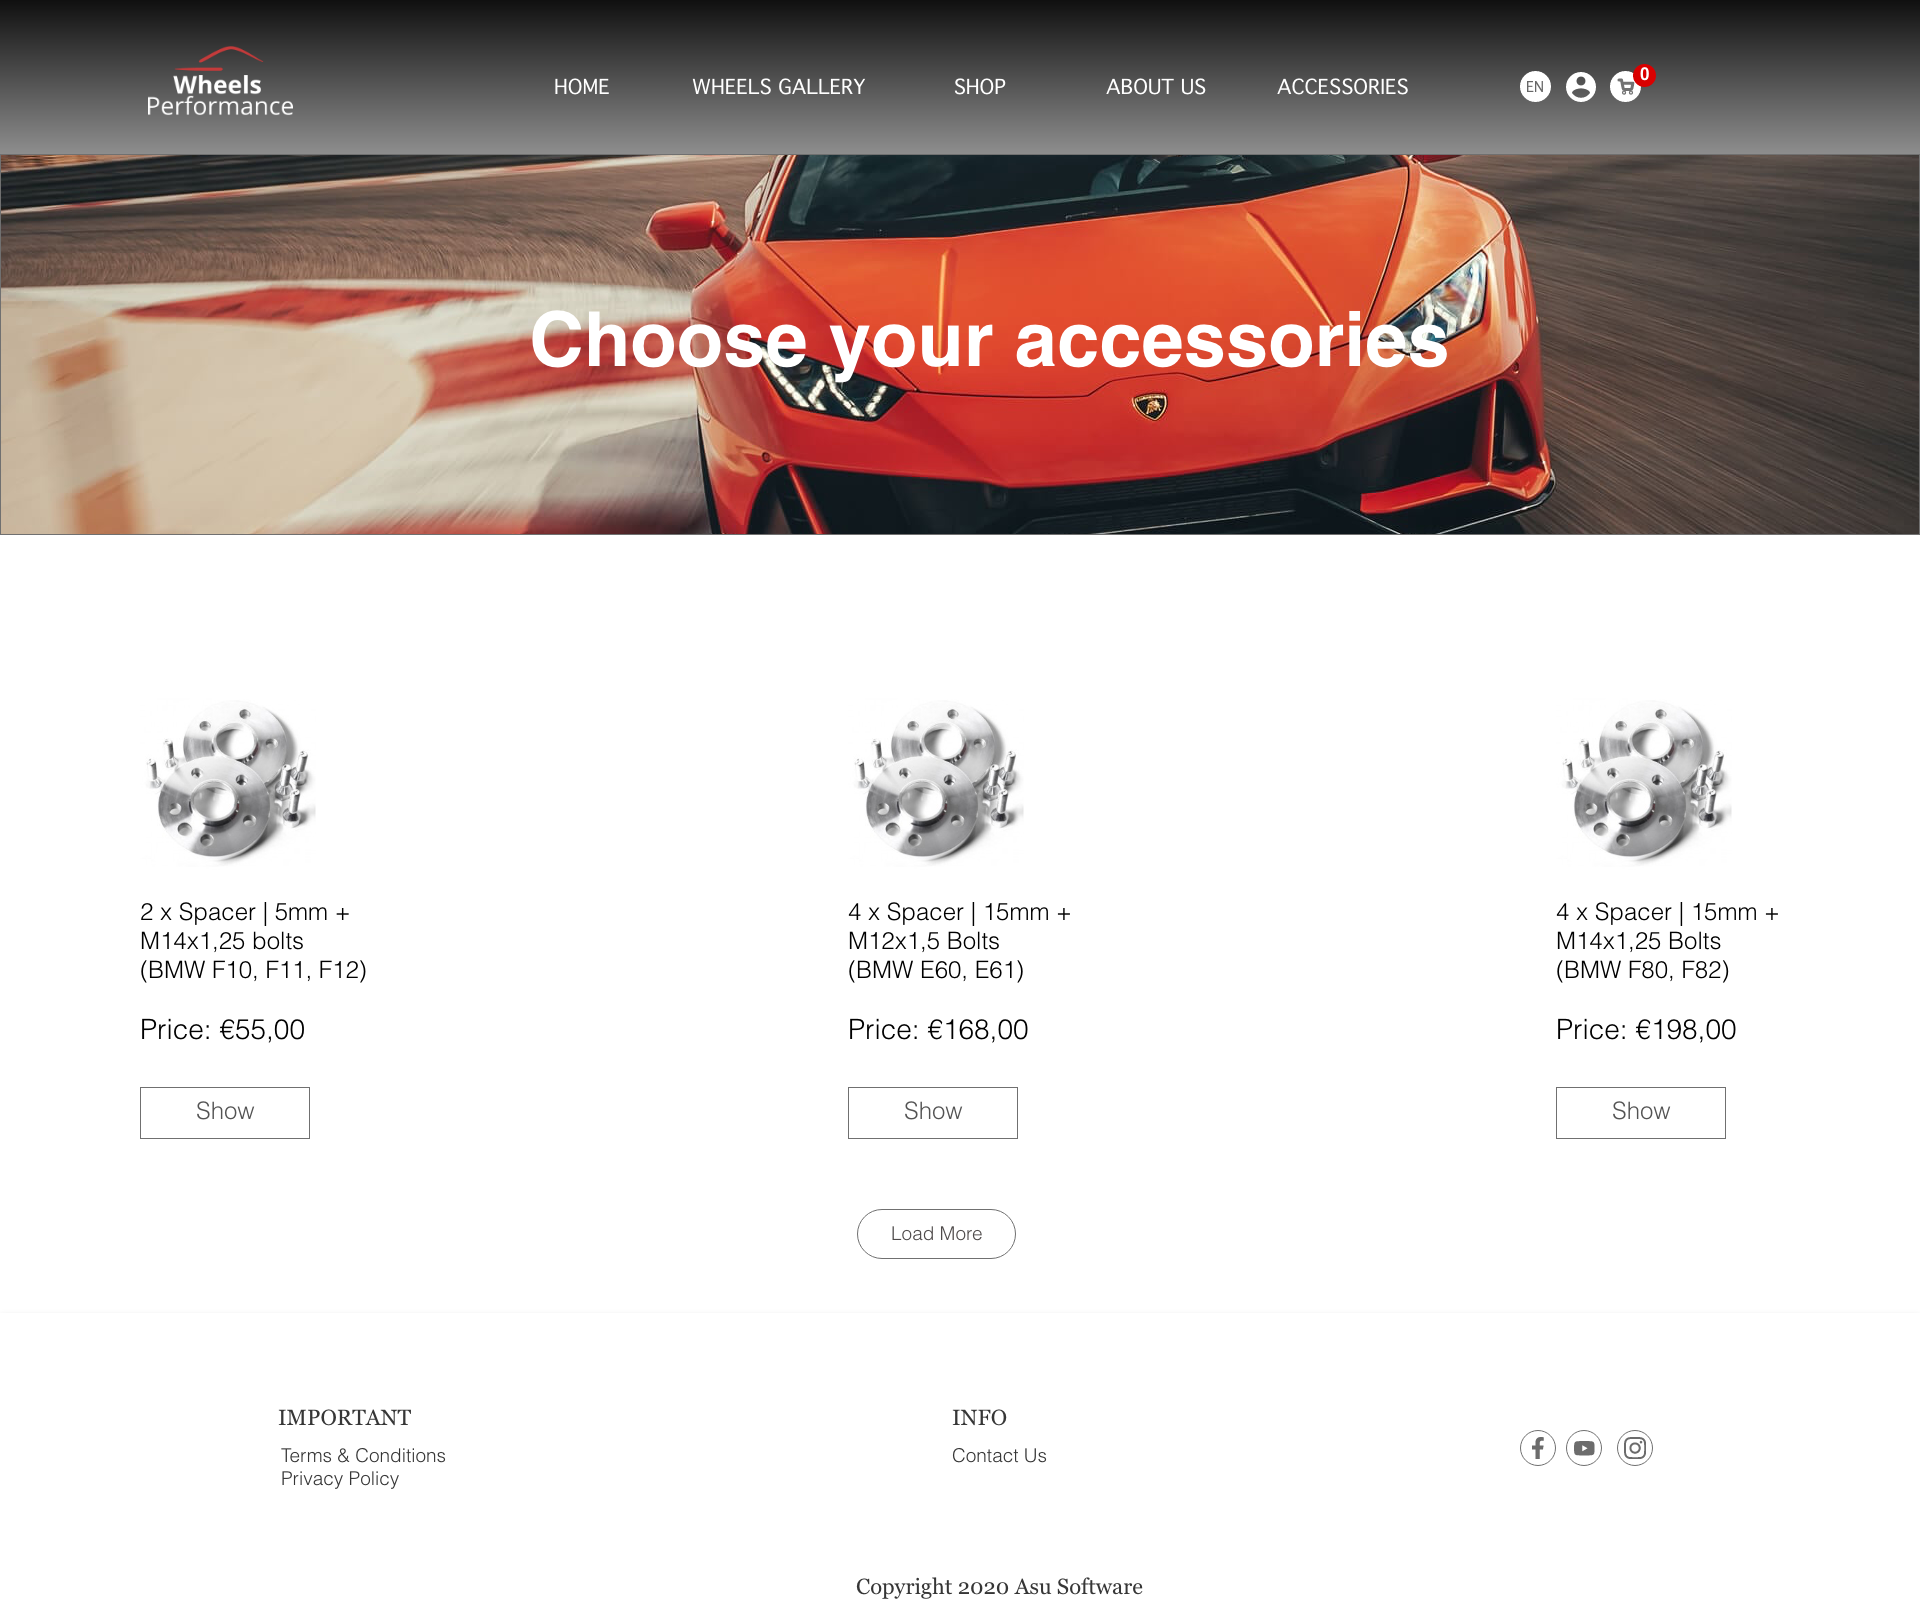 Wheels
Performance
HOME
WHEELS GALLERY
SHOP
ABOUT US
ACCESSORIES
EN
0
Choose your accessories
2 x Spacer | 5mm +
M14x1,25 bolts
(BMW F10, F11, F12)
Price: €55,00
Show
4 x Spacer | 15mm +
M12x1,5 Bolts
(BMW E60, E61)
Price: €168,00
Show
4 x Spacer | 15mm +
M14x1,25 Bolts
(BMW F80, F82)
Price: €198,00
Show
Load More
IMPORTANT
Terms & Conditions
Privacy Policy
INFO
Contact Us
Copyright 2020 Asu Software